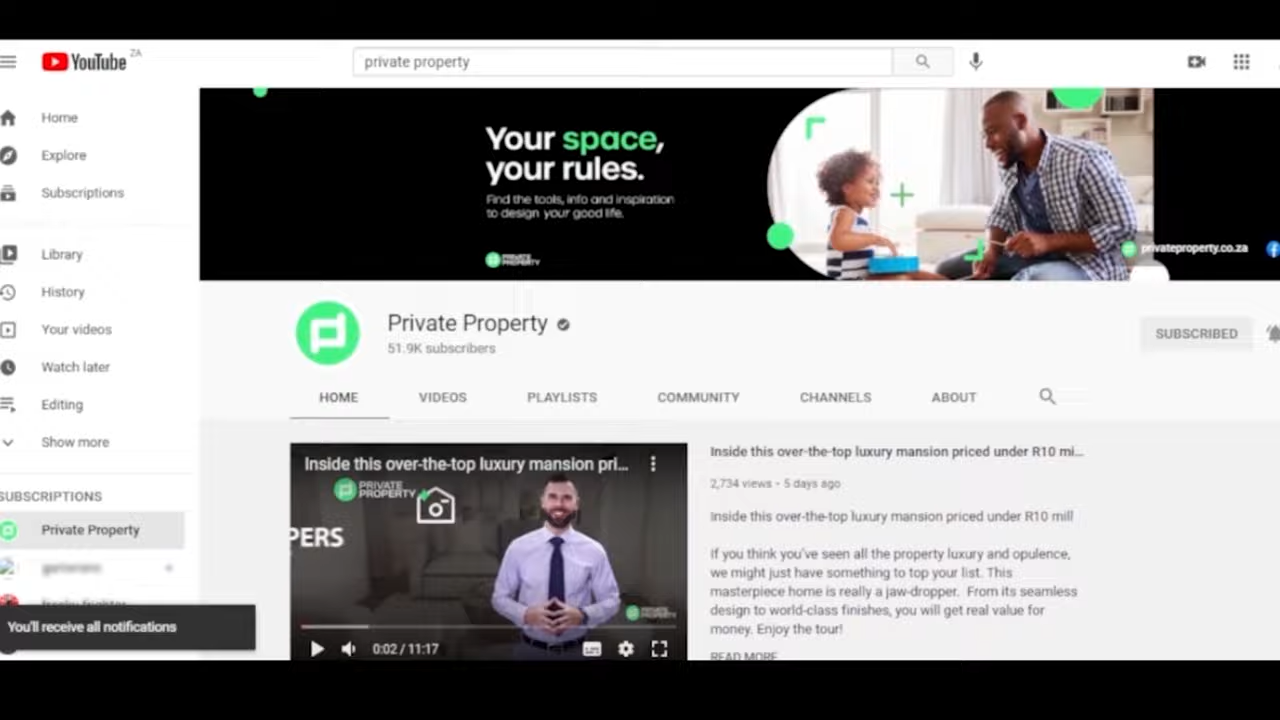 YouTube ZA
private property
Home
Explore
Subscriptions
Library
History
Your videos
Watch later
Editing
Show more
SUBSCRIPTIONS
Private Property
You'll receive all notifications
Your space,
your rules.
Find the tools, info and inspiration
to design your good life.
PRIVATE
PROPERTY
privateproperty.co.za
Private Property
51.9K subscribers
SUBSCRIBED
HOME VIDEOS PLAYLISTS COMMUNITY CHANNELS ABOUT
Inside this over-the-top luxury mansion pri...
PRIVATE
PROPERTY
PERS
PRIVATE
PROPERTY
0:02 / 11:17
Inside this over-the-top luxury mansion priced under R10 mi...
2,734 views • 5 days ago
Inside this over-the-top luxury mansion priced under R10 mill
If you think you've seen all the property luxury and opulence,
we might just have something to top your list. This
masterpiece home is really a jaw-dropper. From its seamless
design to world-class finishes, you will get real value for
money. Enjoy the tour!
READ MORE